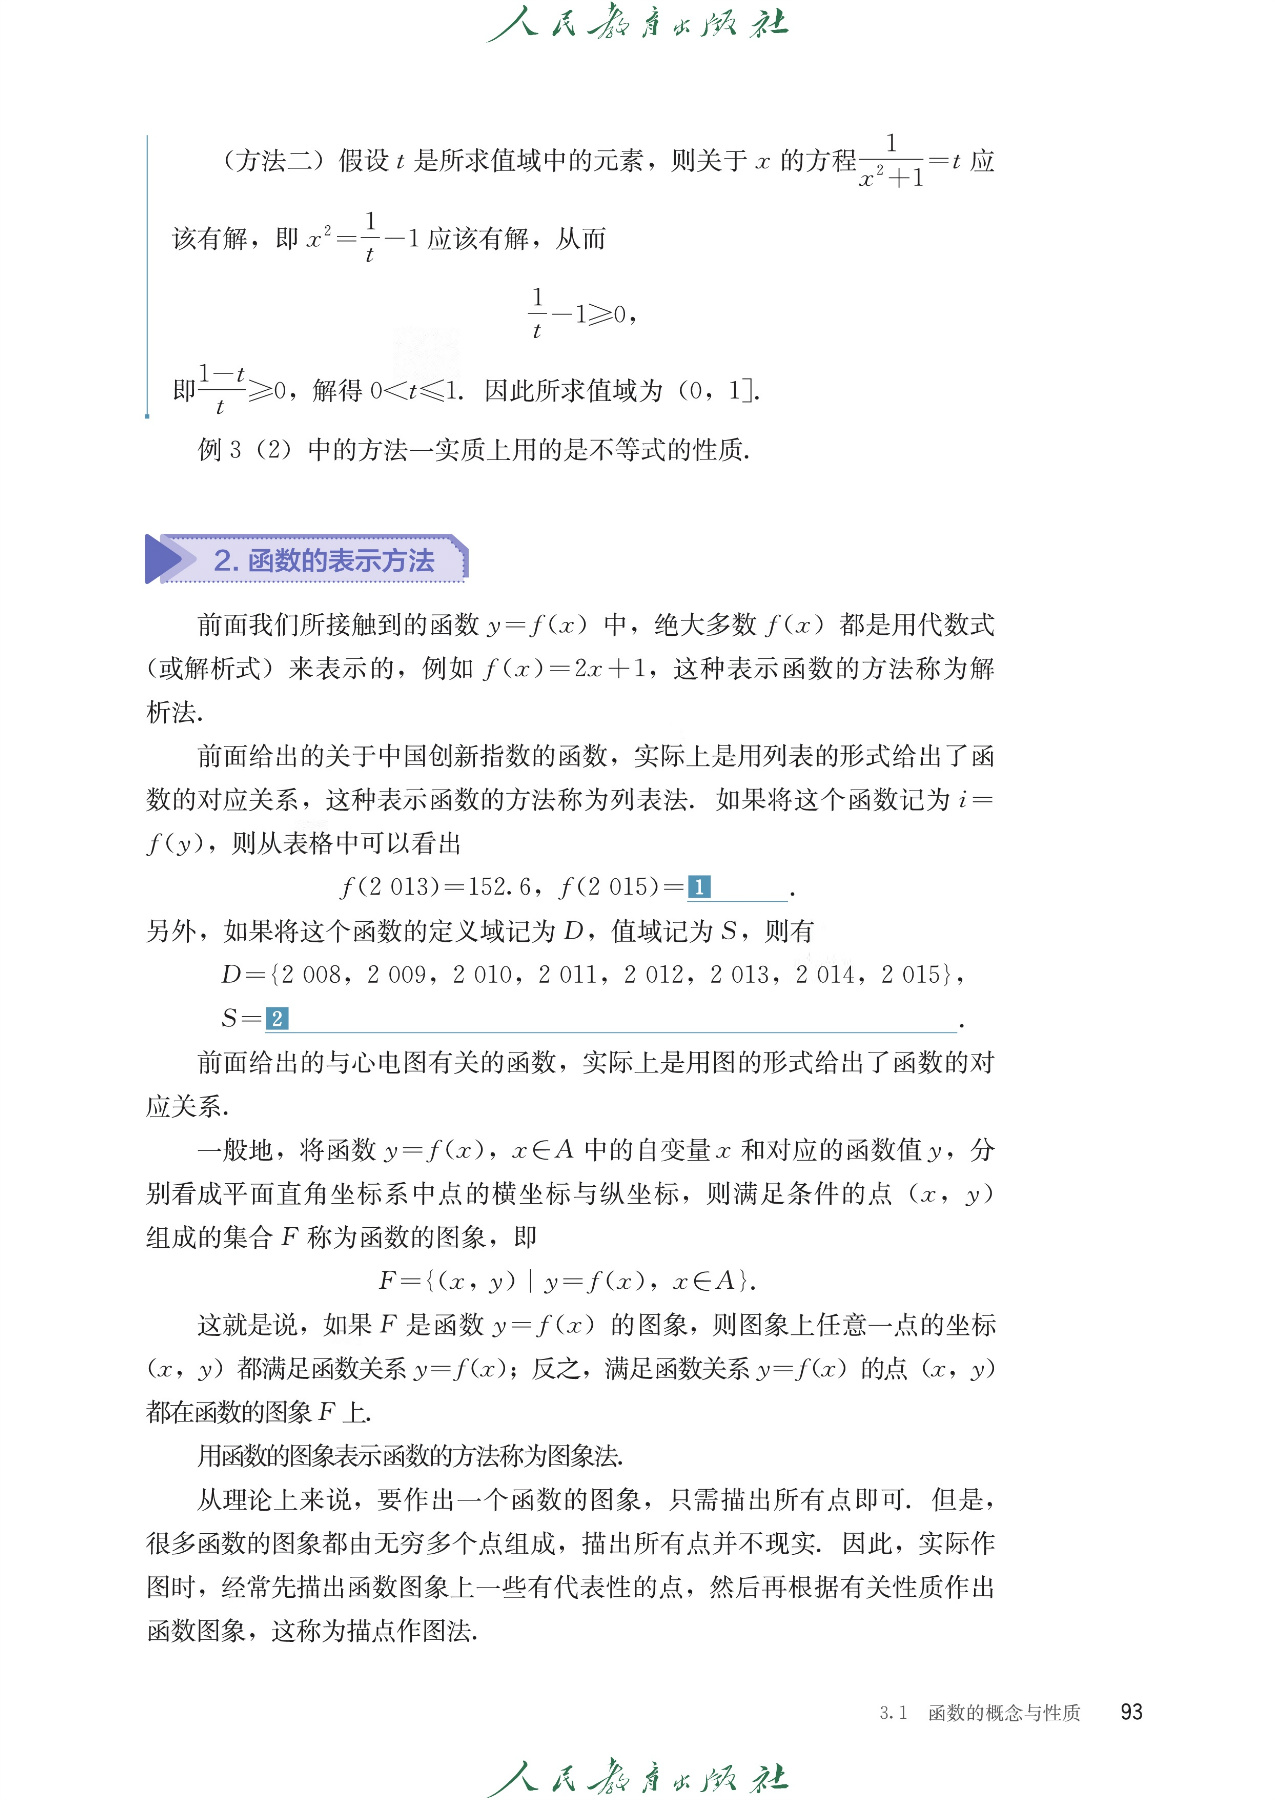 人民教育出版社
（方法二）假设 t 是所求值域中的元素，则关于 x 的方程 1/(x²+1)=t 应
该有解，即 x²=1/t−1 应该有解，从而
1/t−1⩾0，
即 (1−t)/t⩾0，解得 0<t⩽1. 因此所求值域为（0，1].
例 3（2）中的方法一实质上用的是不等式的性质.
2. 函数的表示方法
前面我们所接触到的函数 y=f(x) 中，绝大多数 f(x) 都是用代数式
（或解析式）来表示的，例如 f(x)=2x+1，这种表示函数的方法称为解
析法.
前面给出的关于中国创新指数的函数，实际上是用列表的形式给出了函
数的对应关系，这种表示函数的方法称为列表法. 如果将这个函数记为 i=
f(y)，则从表格中可以看出
f(2 013)=152.6，f(2 015)=1______.
另外，如果将这个函数的定义域记为 D，值域记为 S，则有
D={2 008，2 009，2 010，2 011，2 012，2 013，2 014，2 015}，
S=2______.
前面给出的与心电图有关的函数，实际上是用图的形式给出了函数的对
应关系.
一般地，将函数 y=f(x)，x∈A 中的自变量 x 和对应的函数值 y，分
别看成平面直角坐标系中点的横坐标与纵坐标，则满足条件的点（x，y）
组成的集合 F 称为函数的图象，即
F={(x，y)|y=f(x)，x∈A}.
这就是说，如果 F 是函数 y=f(x) 的图象，则图象上任意一点的坐标
（x，y）都满足函数关系 y=f(x)；反之，满足函数关系 y=f(x) 的点（x，y）
都在函数的图象 F 上.
用函数的图象表示函数的方法称为图象法.
从理论上来说，要作出一个函数的图象，只需描出所有点即可. 但是，
很多函数的图象都由无穷多个点组成，描出所有点并不现实. 因此，实际作
图时，经常先描出函数图象上一些有代表性的点，然后再根据有关性质作出
函数图象，这称为描点作图法.
3.1 函数的概念与性质 93
人民教育出版社